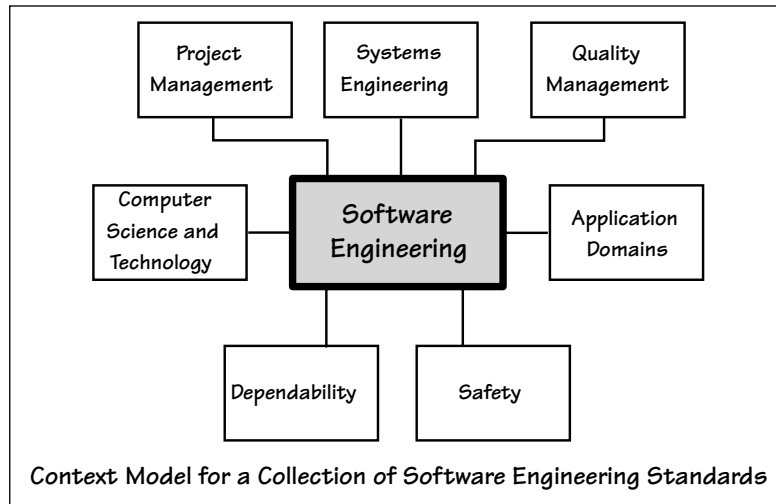 Project
Management
Systems
Engineering
Quality
Management
Computer
Science and
Technology
Software
Engineering
Application
Domains
Dependability
Safety
Context Model for a Collection of Software Engineering Standards